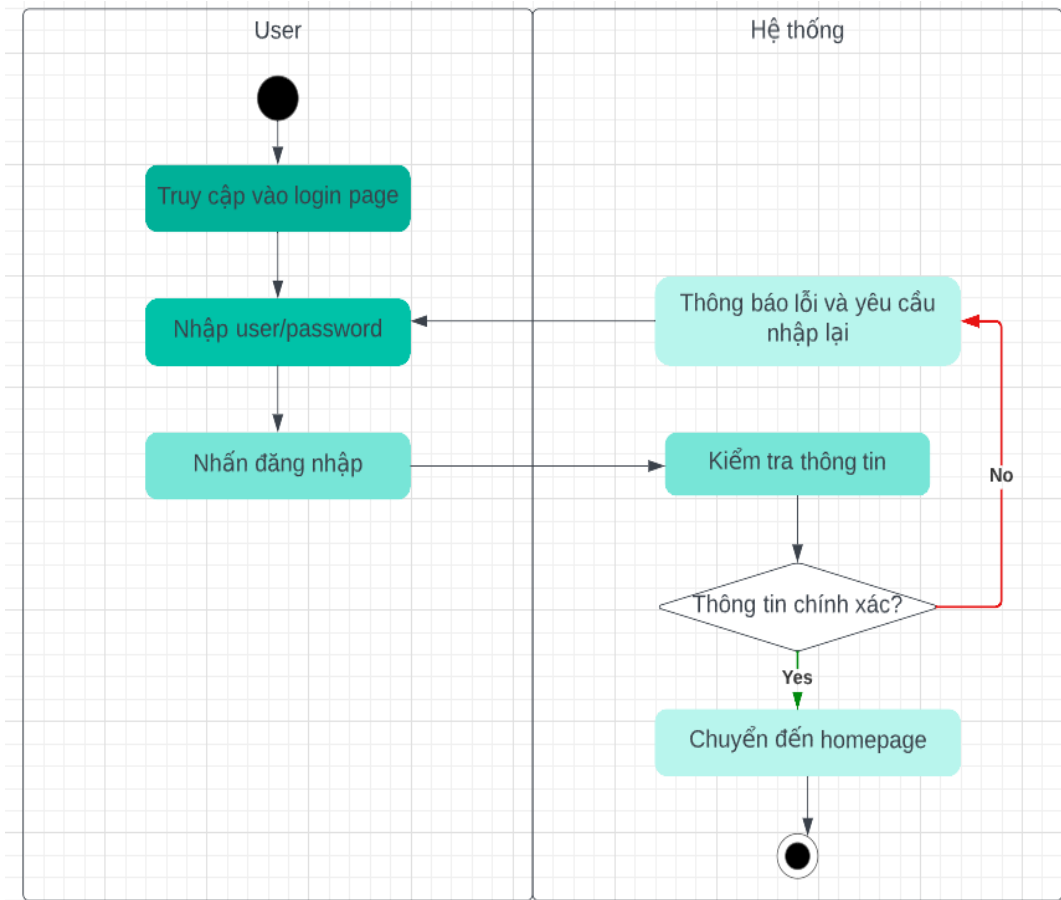 User
Hệ thống
Truy cập vào login page
Thông báo lỗi và yêu cầu
nhập lại
Nhập user/password
Nhấn đăng nhập
Kiểm tra thông tin
No
Thông tin chính xác?
Yes
Chuyển đến homepage